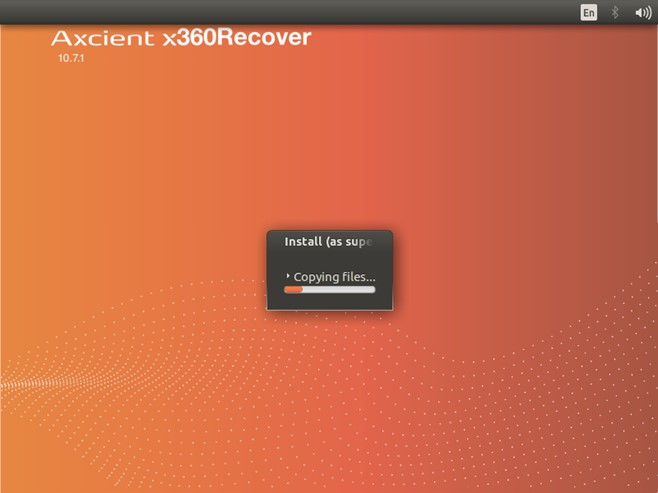 En
Axcient x360Recover
10.7.1
Install (as supe
Copying files...